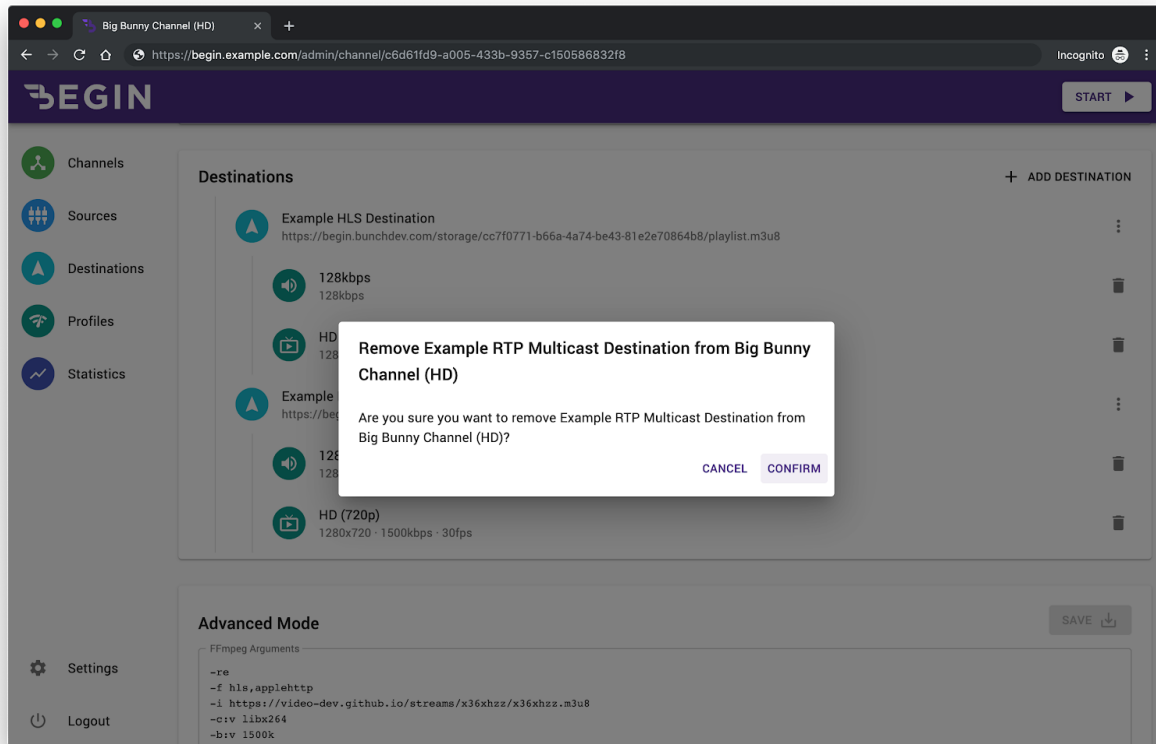 Big Bunny Channel (HD)
https://begin.example.com/admin/channel/c6d61fd9-a005-433b-9357-c150586832f8
Incognito
BEGIN
START
Channels
Sources
Destinations
Profiles
Statistics
Settings
Logout
Destinations
ADD DESTINATION
Example HLS Destination
https://begin.bunchdev.com/storage/cc7f0771-b66a-4a74-be43-81e2e70864b8/playlist.m3u8
128kbps
128kbps
HD
128
Example
https://beg
128
128
HD (720p)
1280x720 · 1500kbps · 30fps
Remove Example RTP Multicast Destination from Big Bunny
Channel (HD)
Are you sure you want to remove Example RTP Multicast Destination from
Big Bunny Channel (HD)?
CANCEL
CONFIRM
Advanced Mode
SAVE
FFmpeg Arguments
-re
-f hls,applehttp
-i https://video-dev.github.io/streams/x36xhzz/x36xhzz.m3u8
-c:v libx264
-b:v 1500k